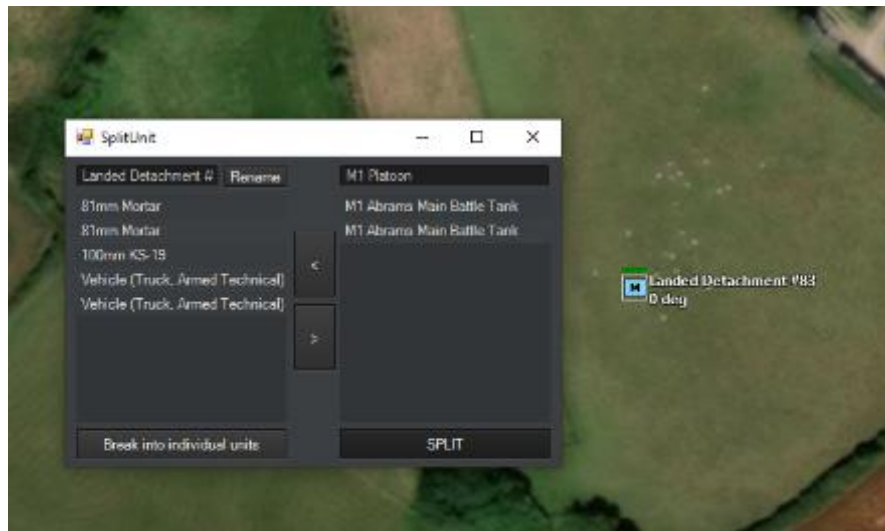 SplitUnit
Landed Detachment # Rename
81mm Mortar
81mm Mortar
100mm KS-19
Vehicle (Truck, Armed Technical)
Vehicle (Truck, Armed Technical)
Break into individual units
<
>
M1 Platoon
M1 Abrams Main Battle Tank
M1 Abrams Main Battle Tank
SPLIT
M
Landed Detachment #83
0 deg